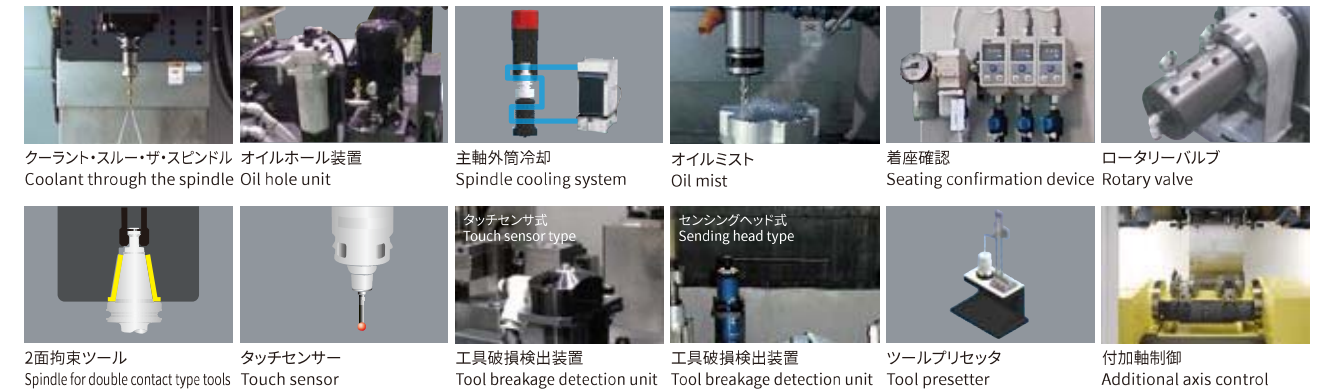 クーラント・スルー・ザ・スピンドル
Coolant through the spindle
オイルホール装置
Oil hole unit
主軸外筒冷却
Spindle cooling system
オイルミスト
Oil mist
着座確認
Seating confirmation device
ロータリーバルブ
Rotary valve
2面拘束ツール
Spindle for double contact type tools
タッチセンサー
Touch sensor
タッチセンサ式
Touch sensor type
工具破損検出装置
Tool breakage detection unit
センシングヘッド式
Sending head type
工具破損検出装置
Tool breakage detection unit
ツールプリセッタ
Tool presetter
付加軸制御
Additional axis control